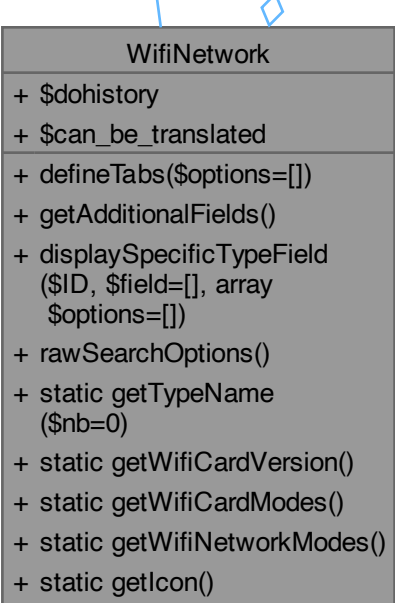 WifiNetwork
+ $dohistory
+ $can_be_translated
+ defineTabs($options=[])
+ getAdditionalFields()
+ displaySpecificTypeField
($ID, $field=[], array
$options=[])
+ rawSearchOptions()
+ static getTypeName
($nb=0)
+ static getWifiCardVersion()
+ static getWifiCardModes()
+ static getWifiNetworkModes()
+ static getIcon()